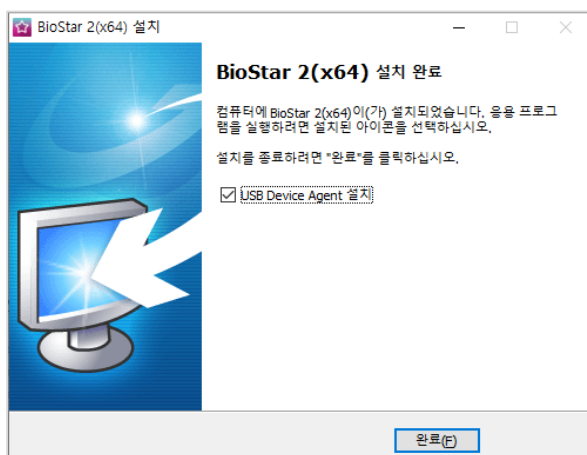 BioStar 2(x64) 설치
BioStar 2(x64) 설치 완료
컴퓨터에 BioStar 2(x64)이(가) 설치되었습니다. 응용 프로그
램을 실행하려면 설치된 아이콘을 선택하십시오.
설치를 종료하려면 "완료"를 클릭하십시오.
USB Device Agent 설치
완료(F)